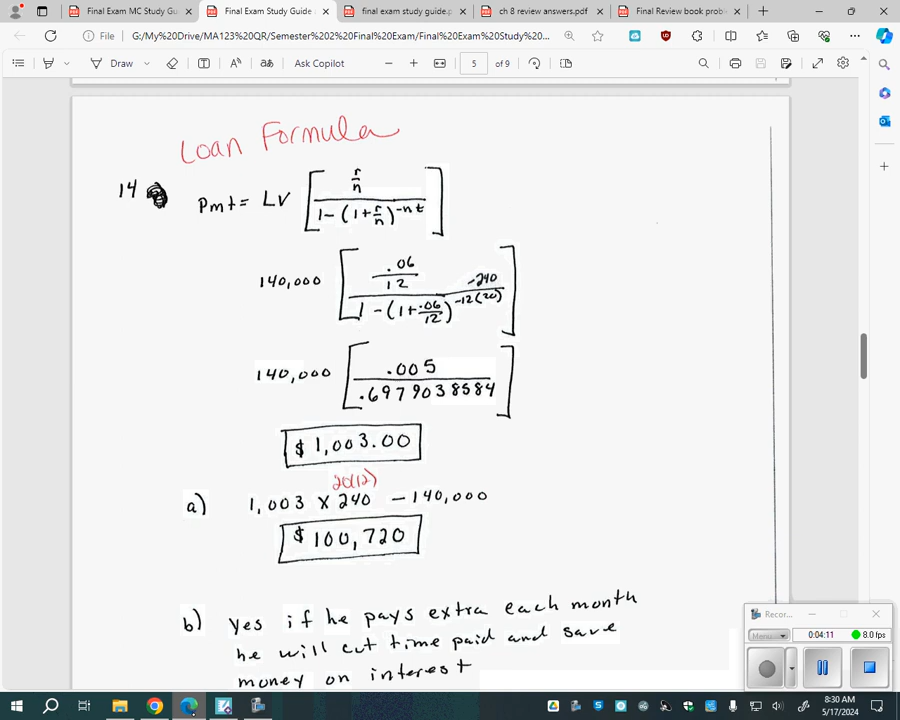 Final Exam MC Study Gu
Final Exam Study Guide
final exam study guide.p
ch 8 review answers.pdf
Final Review book prob
File
G:/My%20Drive/MA123%20QR/Semester%202%20Final%20Exam/Final%20Exam%20Study%20...
Draw
Ask Copilot
5 of 9
Loan Formula
14
Pmt = LV [ r/n / 1-(1+r/n)^-nt ]
140,000 [ .06/12 / 1-(1+.06/12)^-12(20) ] -240
140,000 [ .005 / .6979038584 ]
$ 1,003.00
20(12)
a) 1,003 x 240 - 140,000
$ 100,720
b) yes if he pays extra each month
he will cut time paid and save
money on interest
Recor...
Menu
0:04:11
8.0 fps
8:30 AM
5/17/2024